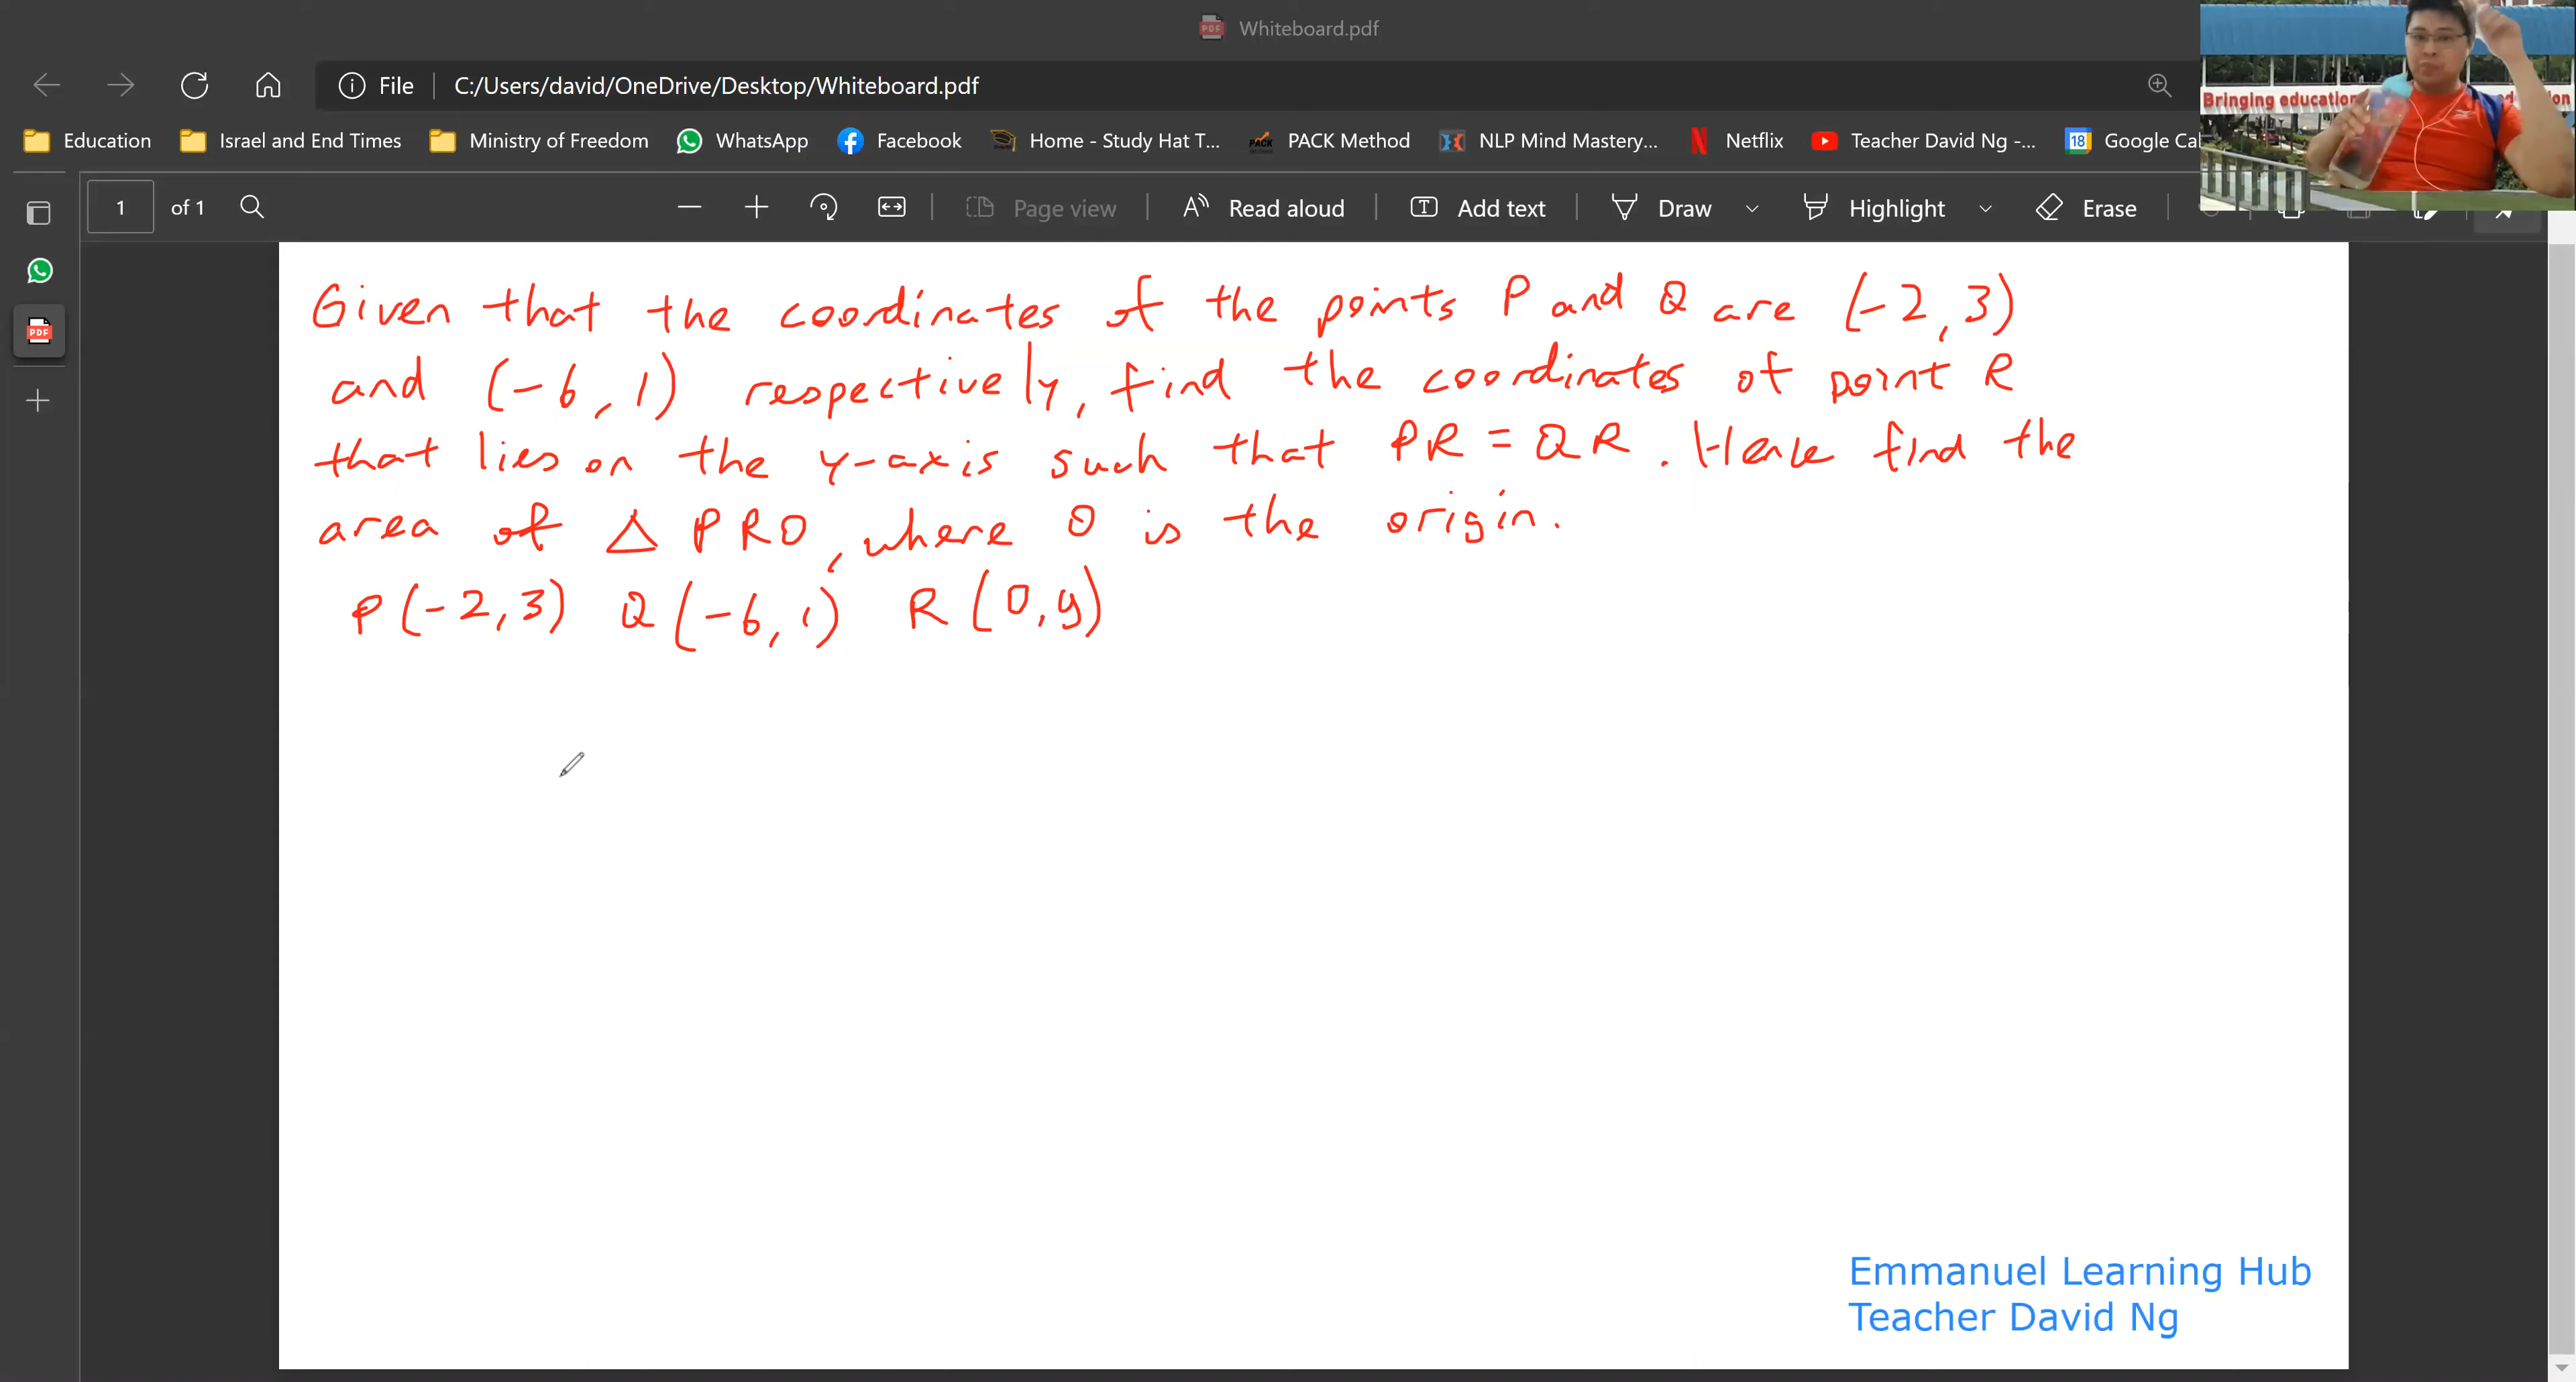 Whiteboard.pdf
File C:/Users/david/OneDrive/Desktop/Whiteboard.pdf
Education Israel and End Times Ministry of Freedom WhatsApp Facebook Home - Study Hat T... PACK Method NLP Mind Mastery... Netflix Teacher David Ng -... 18 Google Cal
Bringing education
1 of 1 Page view Read aloud Add text Draw Highlight Erase
Given that the coordinates of the points P and Q are (-2, 3)
and (-6, 1) respectively, find the coordinates of point R
that lies on the y-axis such that PR = QR. Hence find the
area of △ PRO, where O is the origin.
P(-2, 3) Q(-6, 1) R(0, y)
Emmanuel Learning Hub
Teacher David Ng